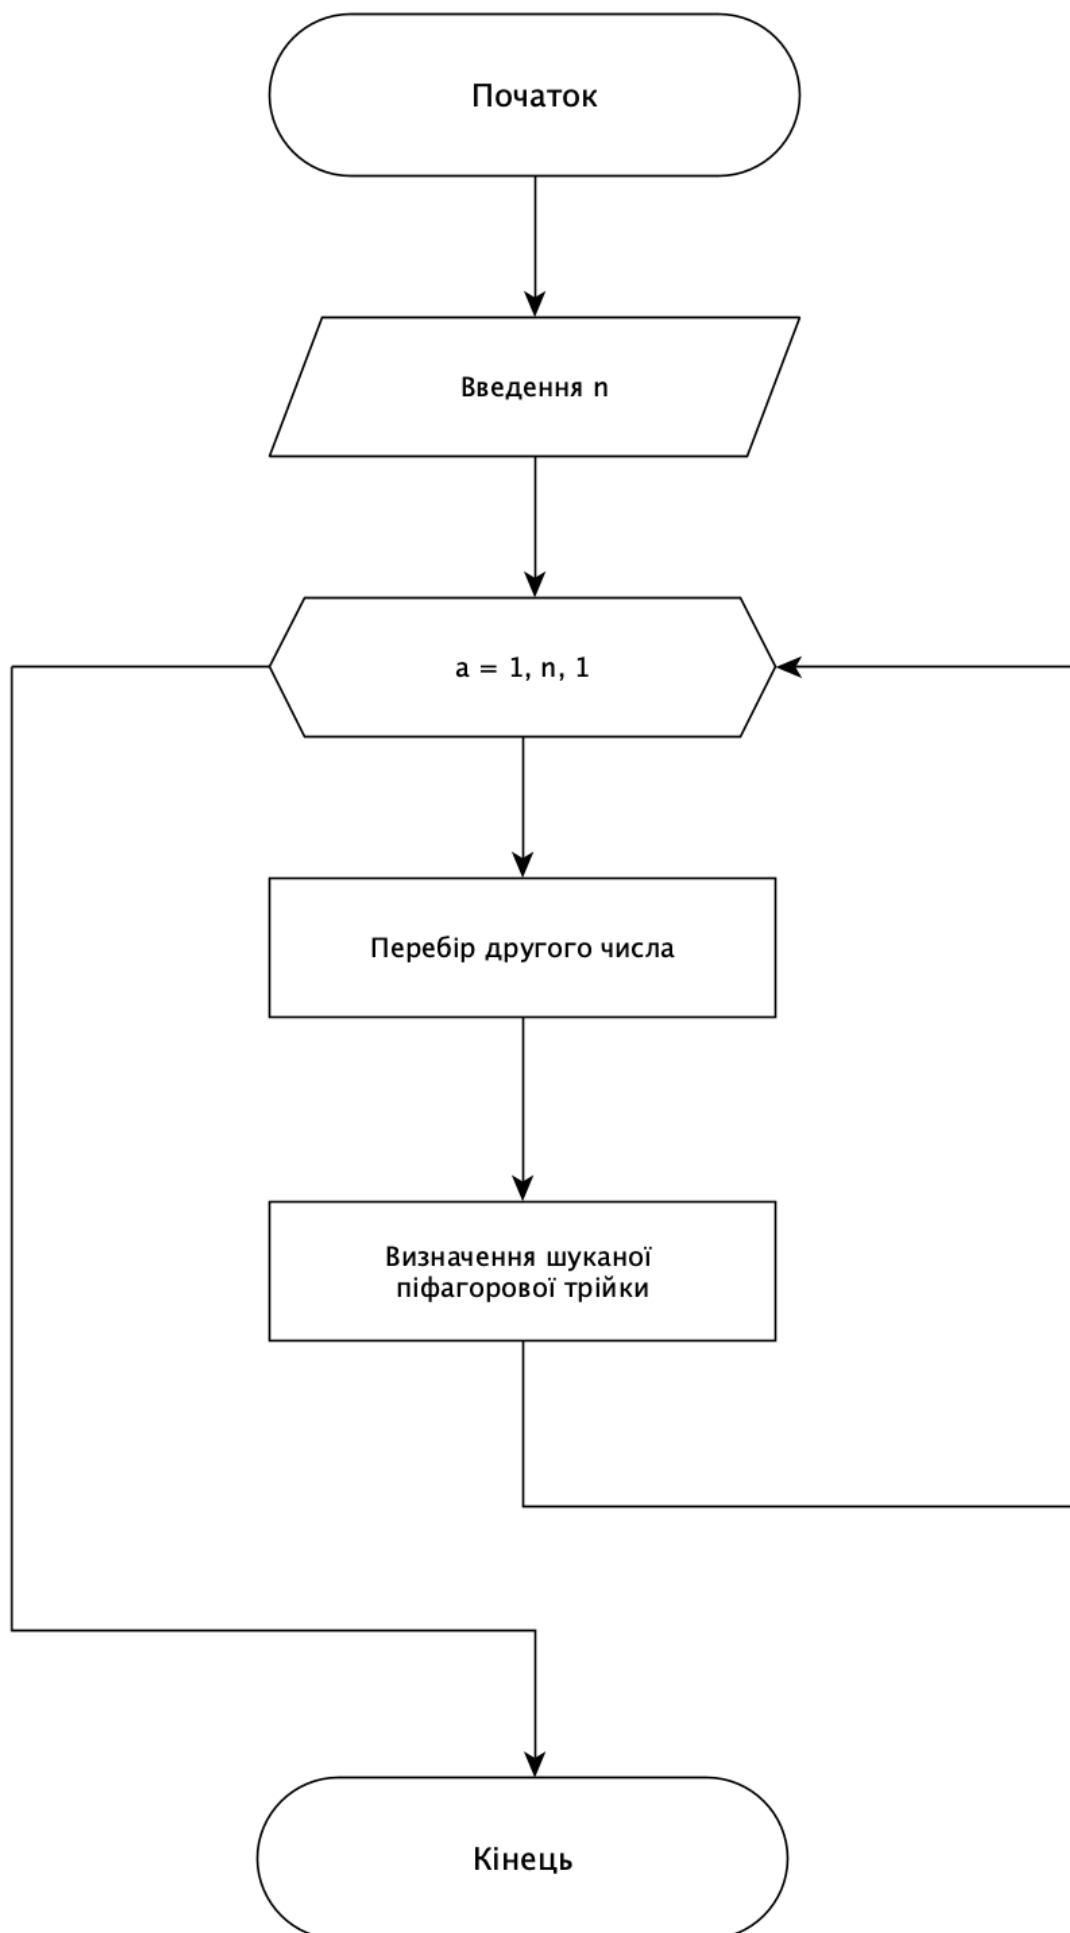 Початок
Введення n
a = 1, n, 1
Перебір другого числа
Визначення шуканої
піфагорової трійки
Кінець